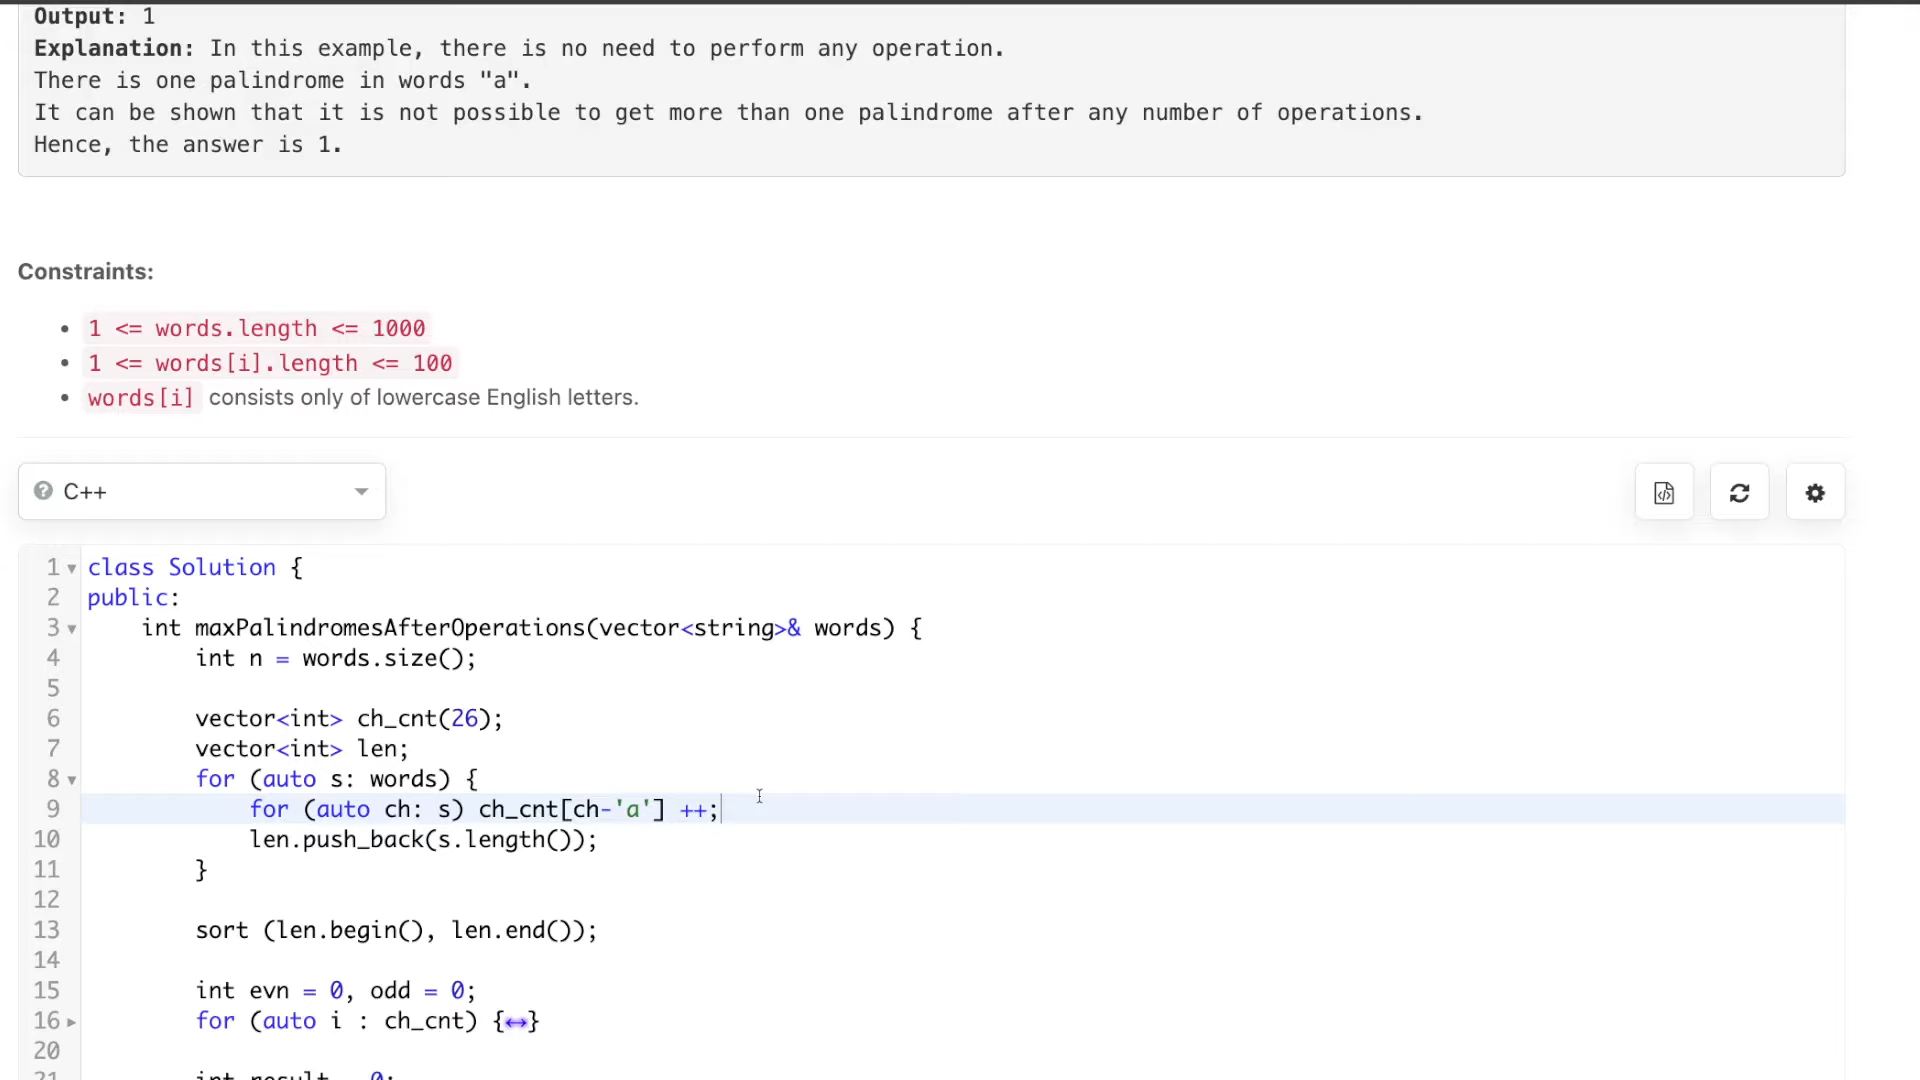 Output: 1
Explanation: In this example, there is no need to perform any operation.
There is one palindrome in words "a".
It can be shown that it is not possible to get more than one palindrome after any number of operations.
Hence, the answer is 1.
Constraints:
• 1 <= words.length <= 1000
• 1 <= words[i].length <= 100
• words[i] consists only of lowercase English letters.
C++
1 class Solution {
2 public:
3 int maxPalindromesAfterOperations(vector<string>& words) {
4 int n = words.size();
5
6 vector<int> ch_cnt(26);
7 vector<int> len;
8 for (auto s: words) {
9 for (auto ch: s) ch_cnt[ch-'a'] ++;
10 len.push_back(s.length());
11 }
12
13 sort (len.begin(), len.end());
14
15 int evn = 0, odd = 0;
16 for (auto i : ch_cnt) {↔}
20
21 int result = 0;